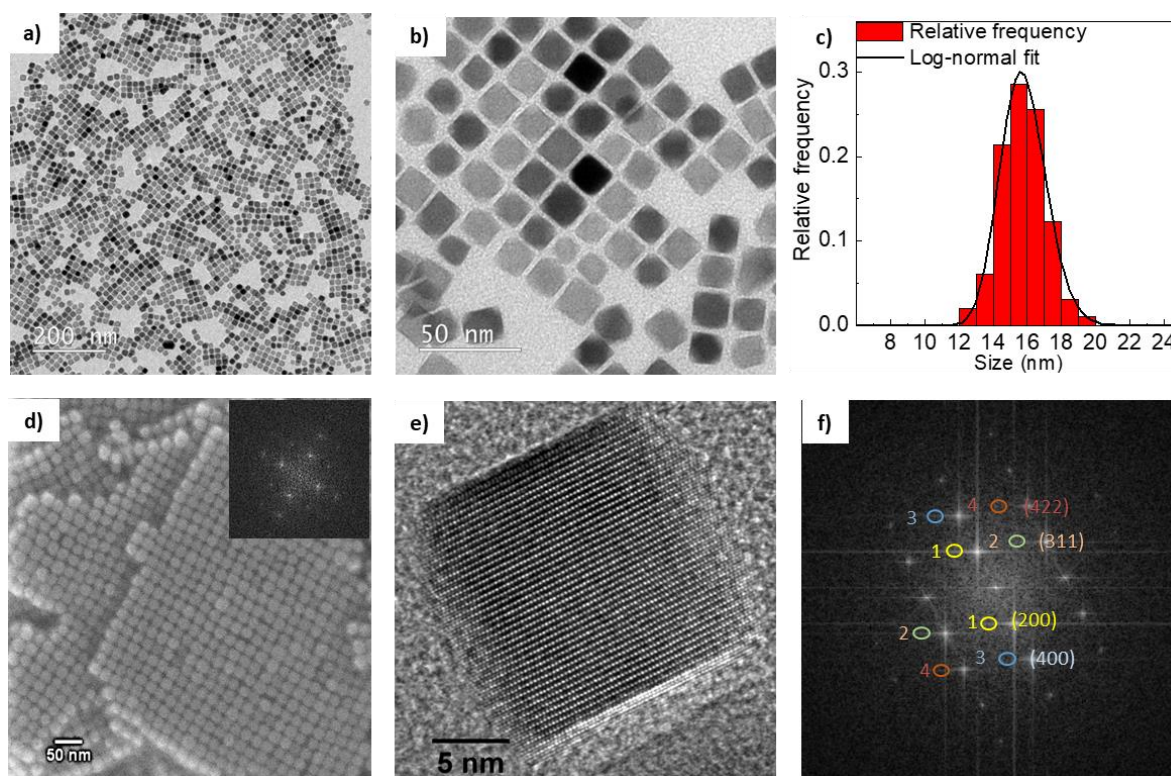 a)
200 nm
b)
50 nm
c)
Relative frequency
Log-normal fit
Relative frequency
0.3
0.2
0.1
0.0
8 10 12 14 16 18 20 22 24
Size (nm)
d)
50 nm
e)
5 nm
f)
3 4 (422)
1 2 (311)
1 (200)
2
3 (400)
4